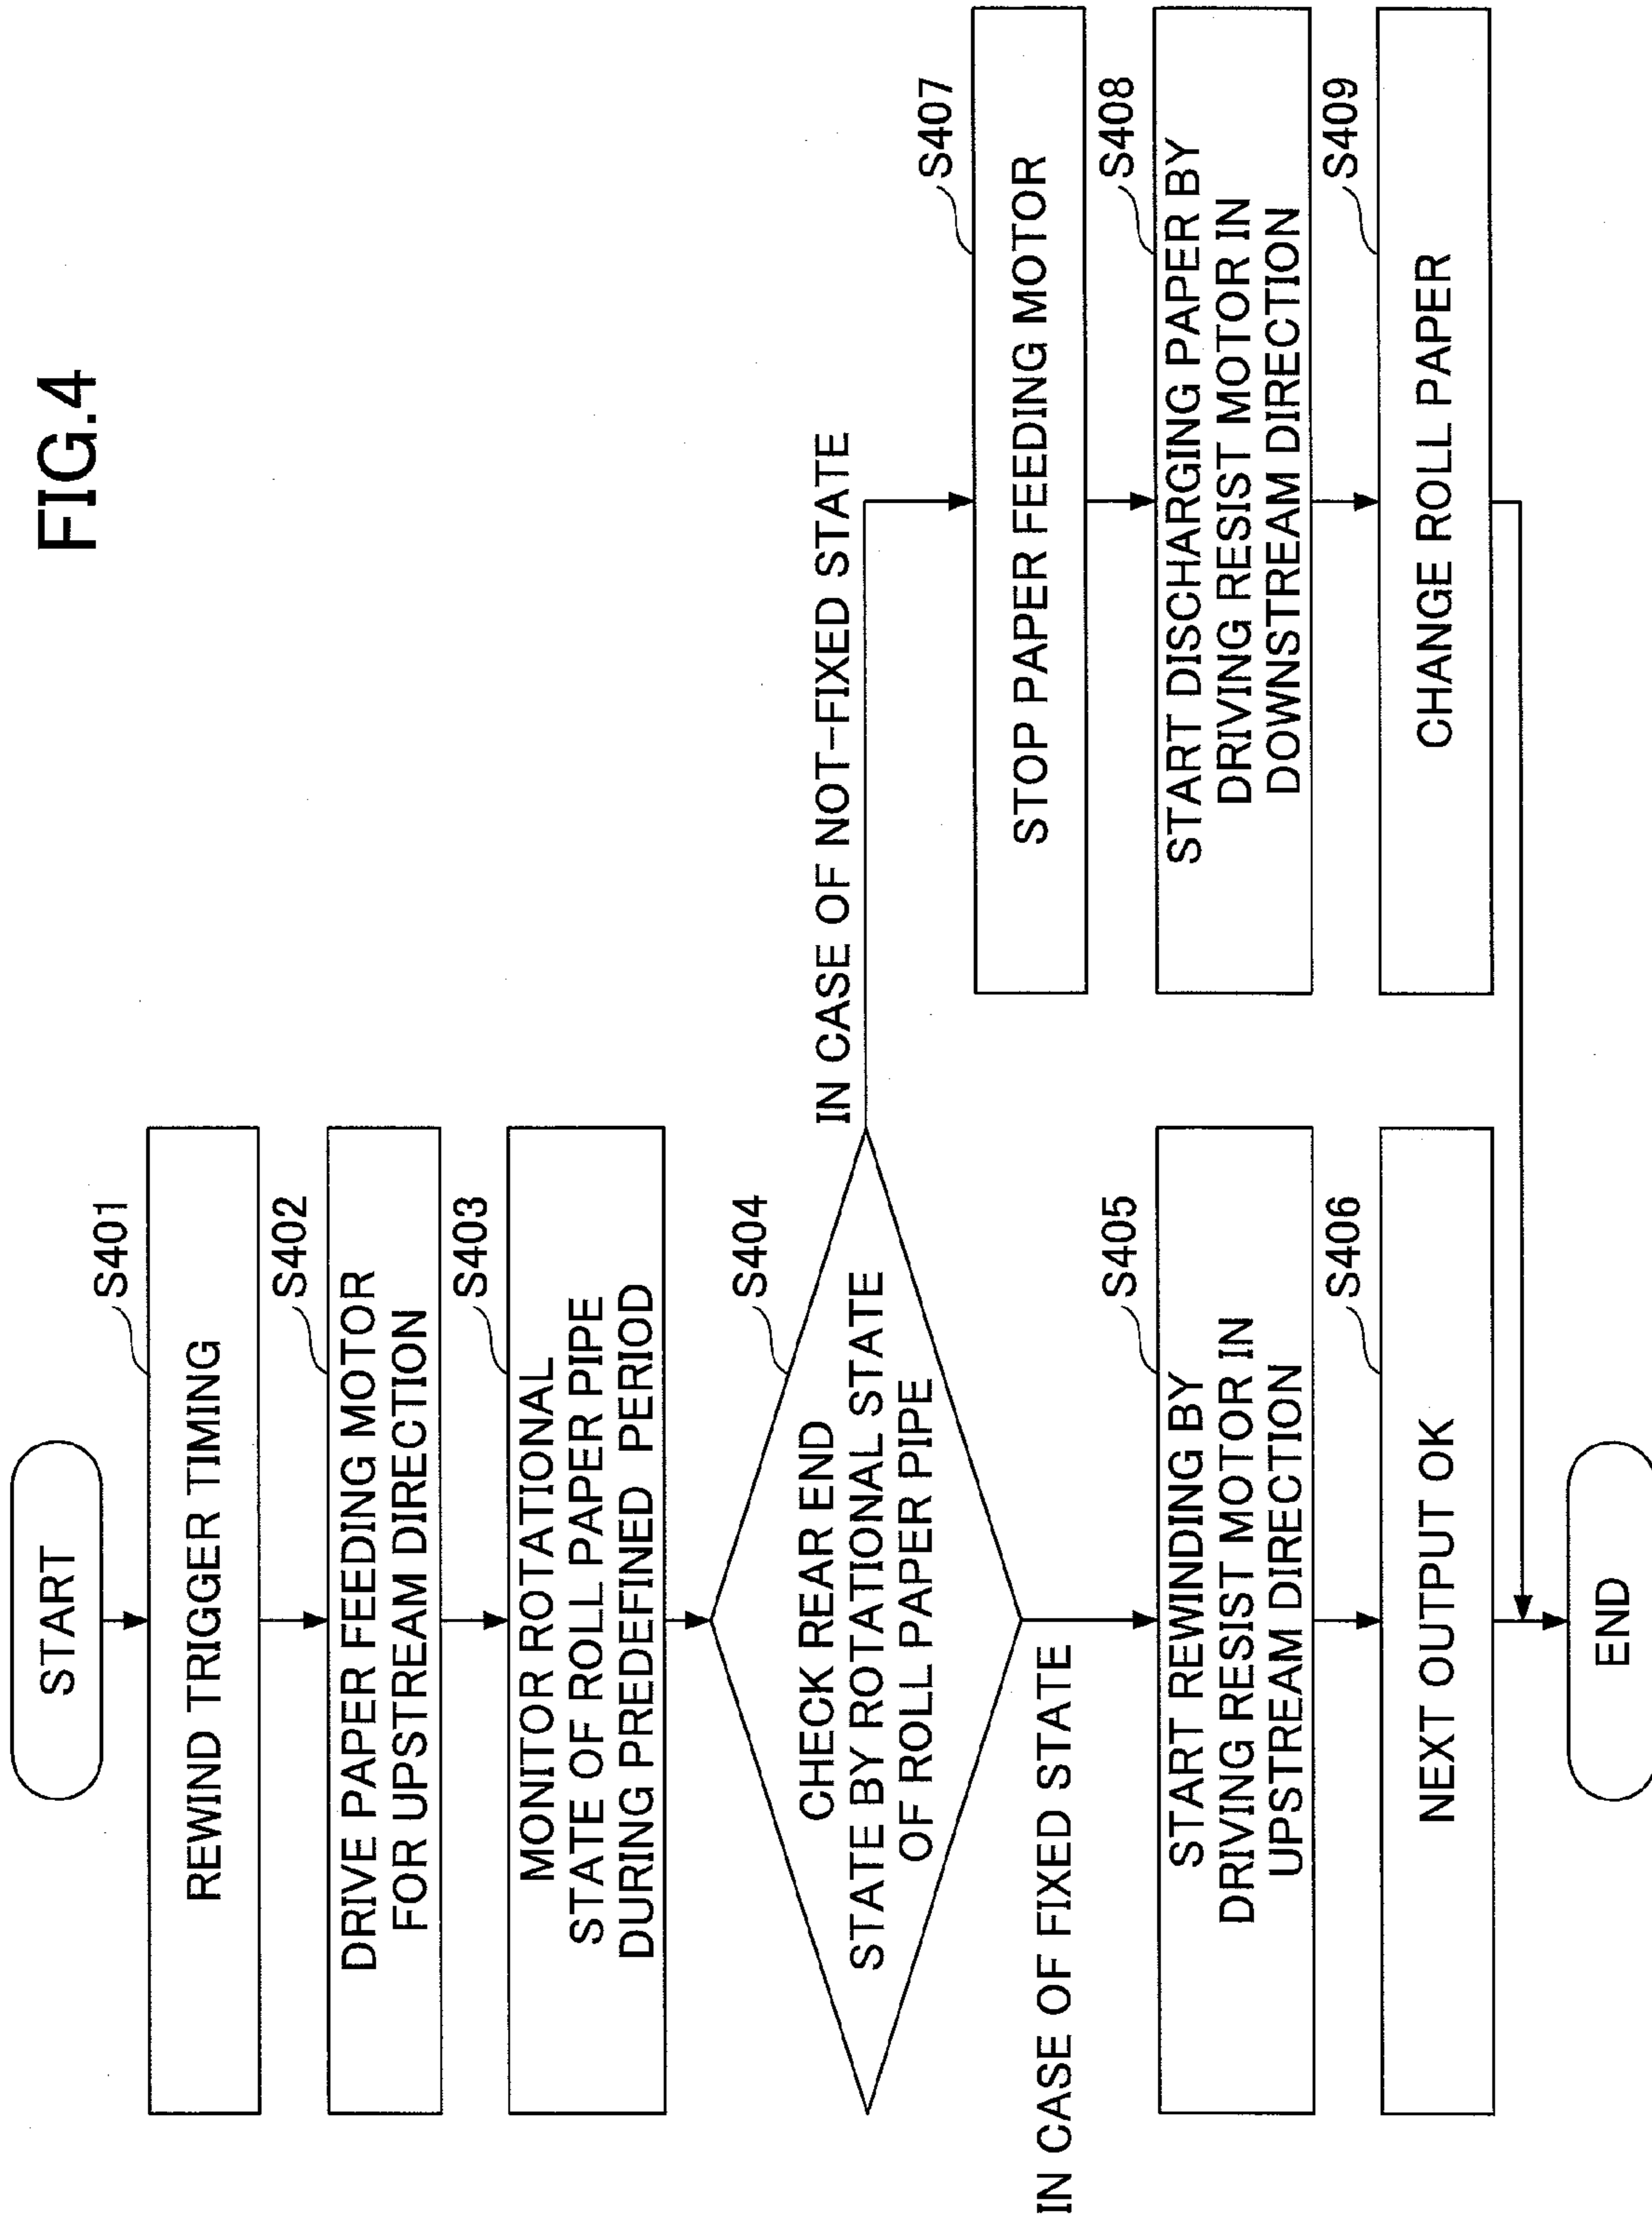 FIG.4
START
S401
REWIND TRIGGER TIMING
S402
DRIVE PAPER FEEDING MOTOR
FOR UPSTREAM DIRECTION
S403
MONITOR ROTATIONAL
STATE OF ROLL PAPER PIPE
DURING PREDEFINED PERIOD
S404
CHECK REAR END
STATE BY ROTATIONAL STATE
OF ROLL PAPER PIPE
IN CASE OF NOT-FIXED STATE
IN CASE OF FIXED STATE
S405
START REWINDING BY
DRIVING RESIST MOTOR IN
UPSTREAM DIRECTION
S406
NEXT OUTPUT OK
S407
STOP PAPER FEEDING MOTOR
S408
START DISCHARGING PAPER BY
DRIVING RESIST MOTOR IN
DOWNSTREAM DIRECTION
S409
CHANGE ROLL PAPER
END